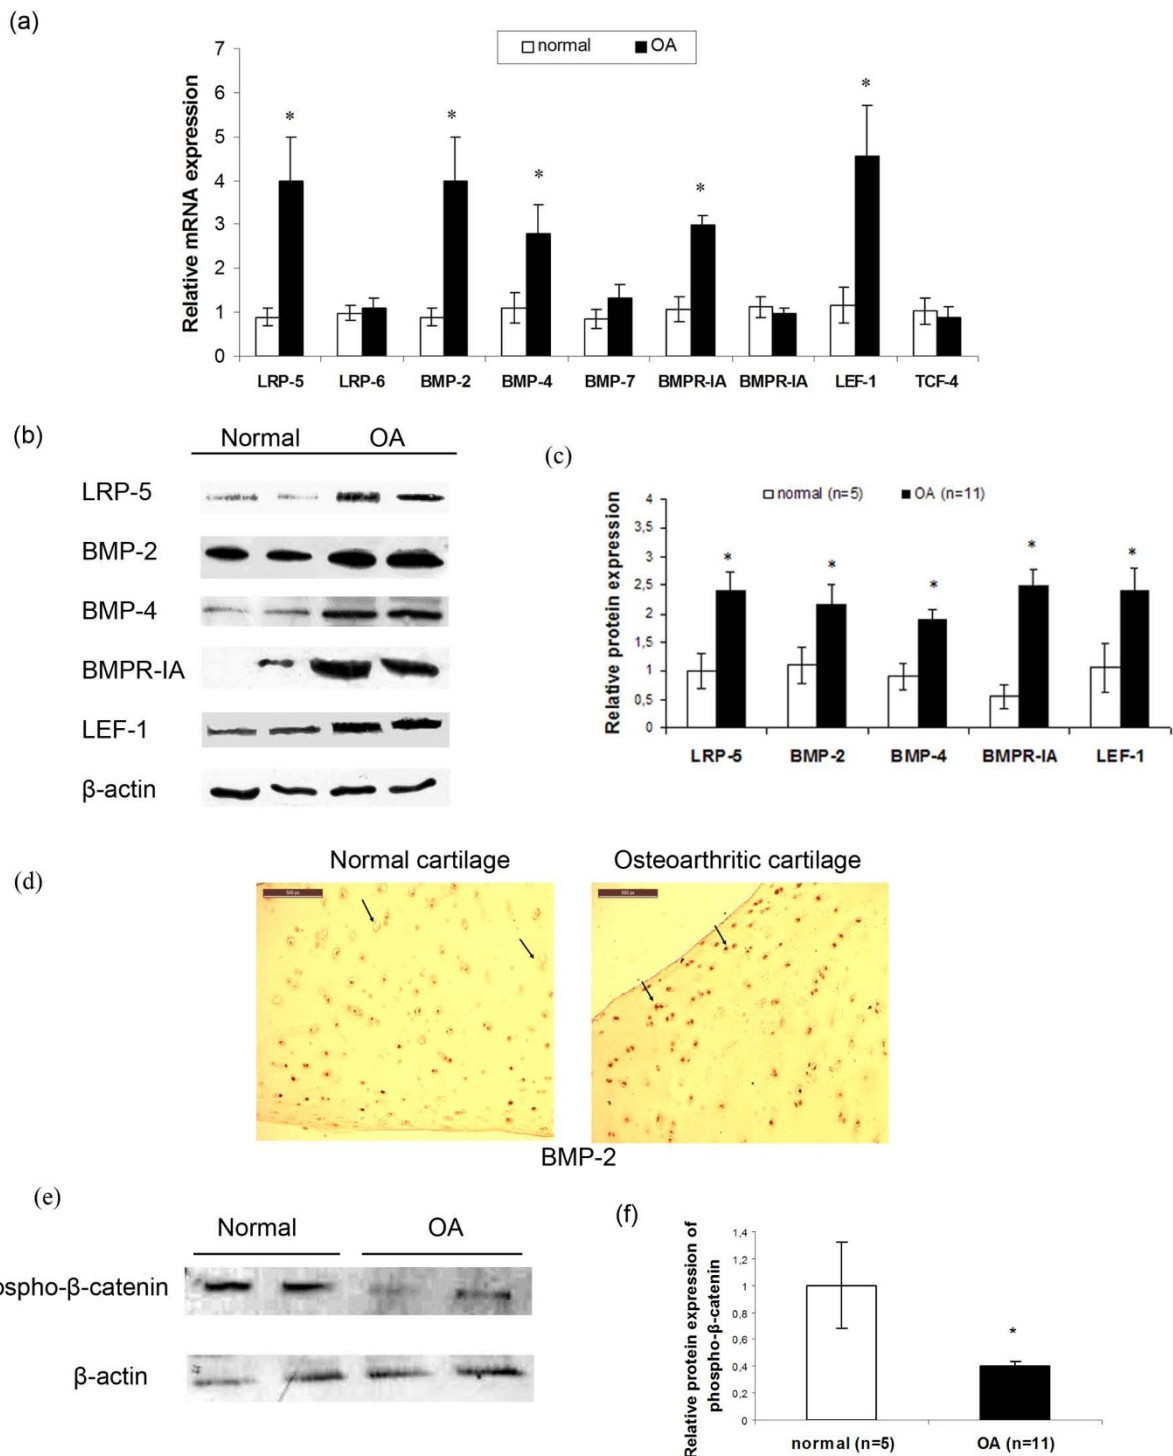 (a)
normal OA
Relative mRNA expression
7
6
5
4
3
2
1
0
* * * * *
LRP-5 LRP-6 BMP-2 BMP-4 BMP-7 BMPR-IA BMPR-IA LEF-1 TCF-4
(b)
Normal OA
LRP-5
BMP-2
BMP-4
BMPR-IA
LEF-1
β-actin
(c)
normal (n=5) OA (n=11)
Relative protein expression
4
3,5
3
2,5
2
1,5
1
0,5
0
* * * * *
LRP-5 BMP-2 BMP-4 BMPR-IA LEF-1
(d)
Normal cartilage Osteoarthritic cartilage
BMP-2
(e)
Normal OA
ospho-β-catenin
β-actin
(f)
Relative protein expression of
phospho-β-catenin
1,4
1,2
1
0,8
0,6
0,4
0,2
0
*
normal (n=5) OA (n=11)